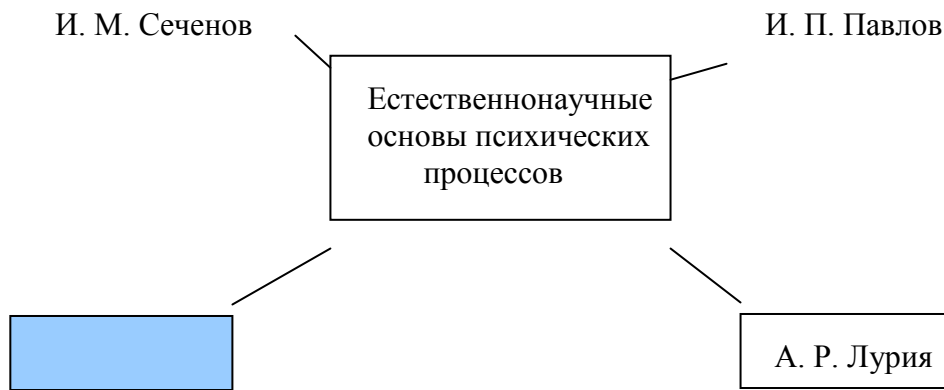 И. М. Сеченов
И. П. Павлов
Естественнонаучные
основы психических
процессов
А. Р. Лурия